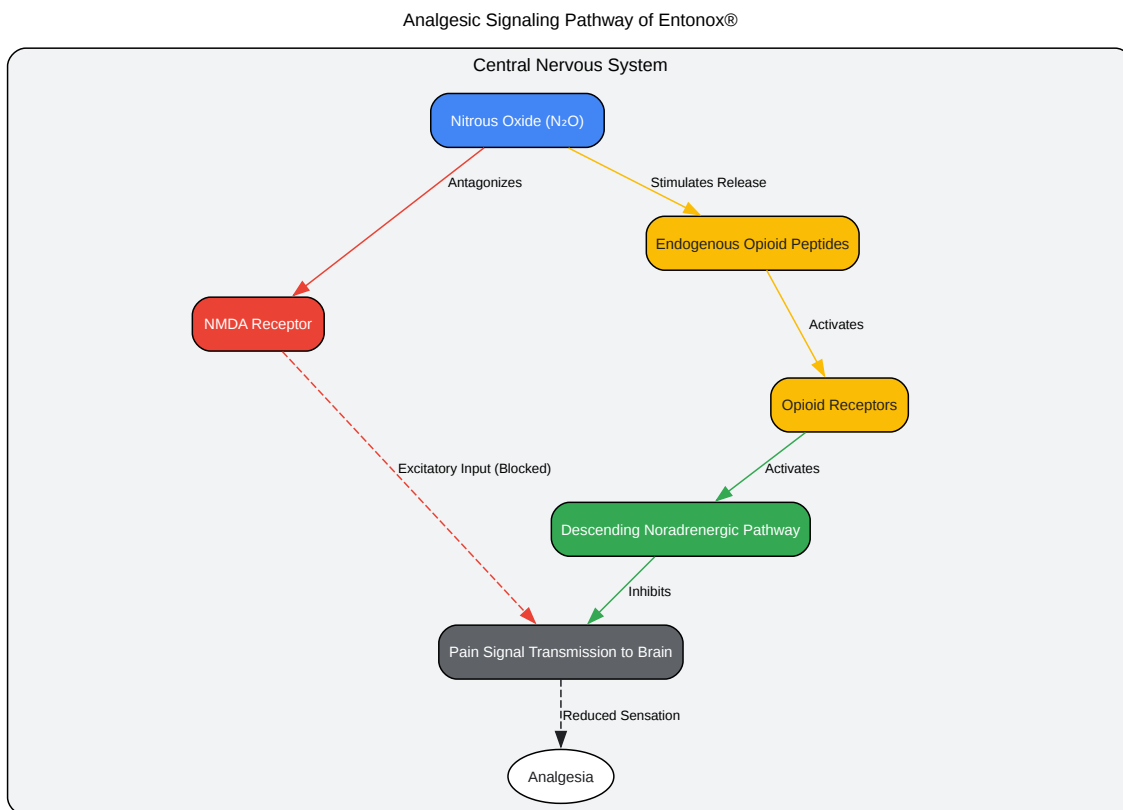 Analgesic Signaling Pathway of Entonox®
Central Nervous System
Nitrous Oxide (N₂O)
Antagonizes
Stimulates Release
Endogenous Opioid Peptides
NMDA Receptor
Activates
Opioid Receptors
Excitatory Input (Blocked)
Activates
Descending Noradrenergic Pathway
Inhibits
Pain Signal Transmission to Brain
Reduced Sensation
Analgesia